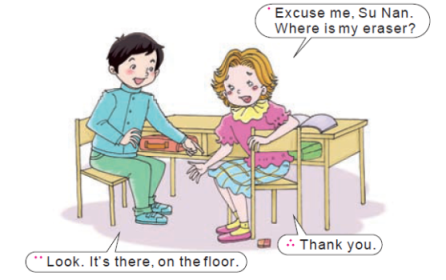 Excuse me, Su Nan.
Where is my eraser?
Look. It's there, on the floor.
Thank you.